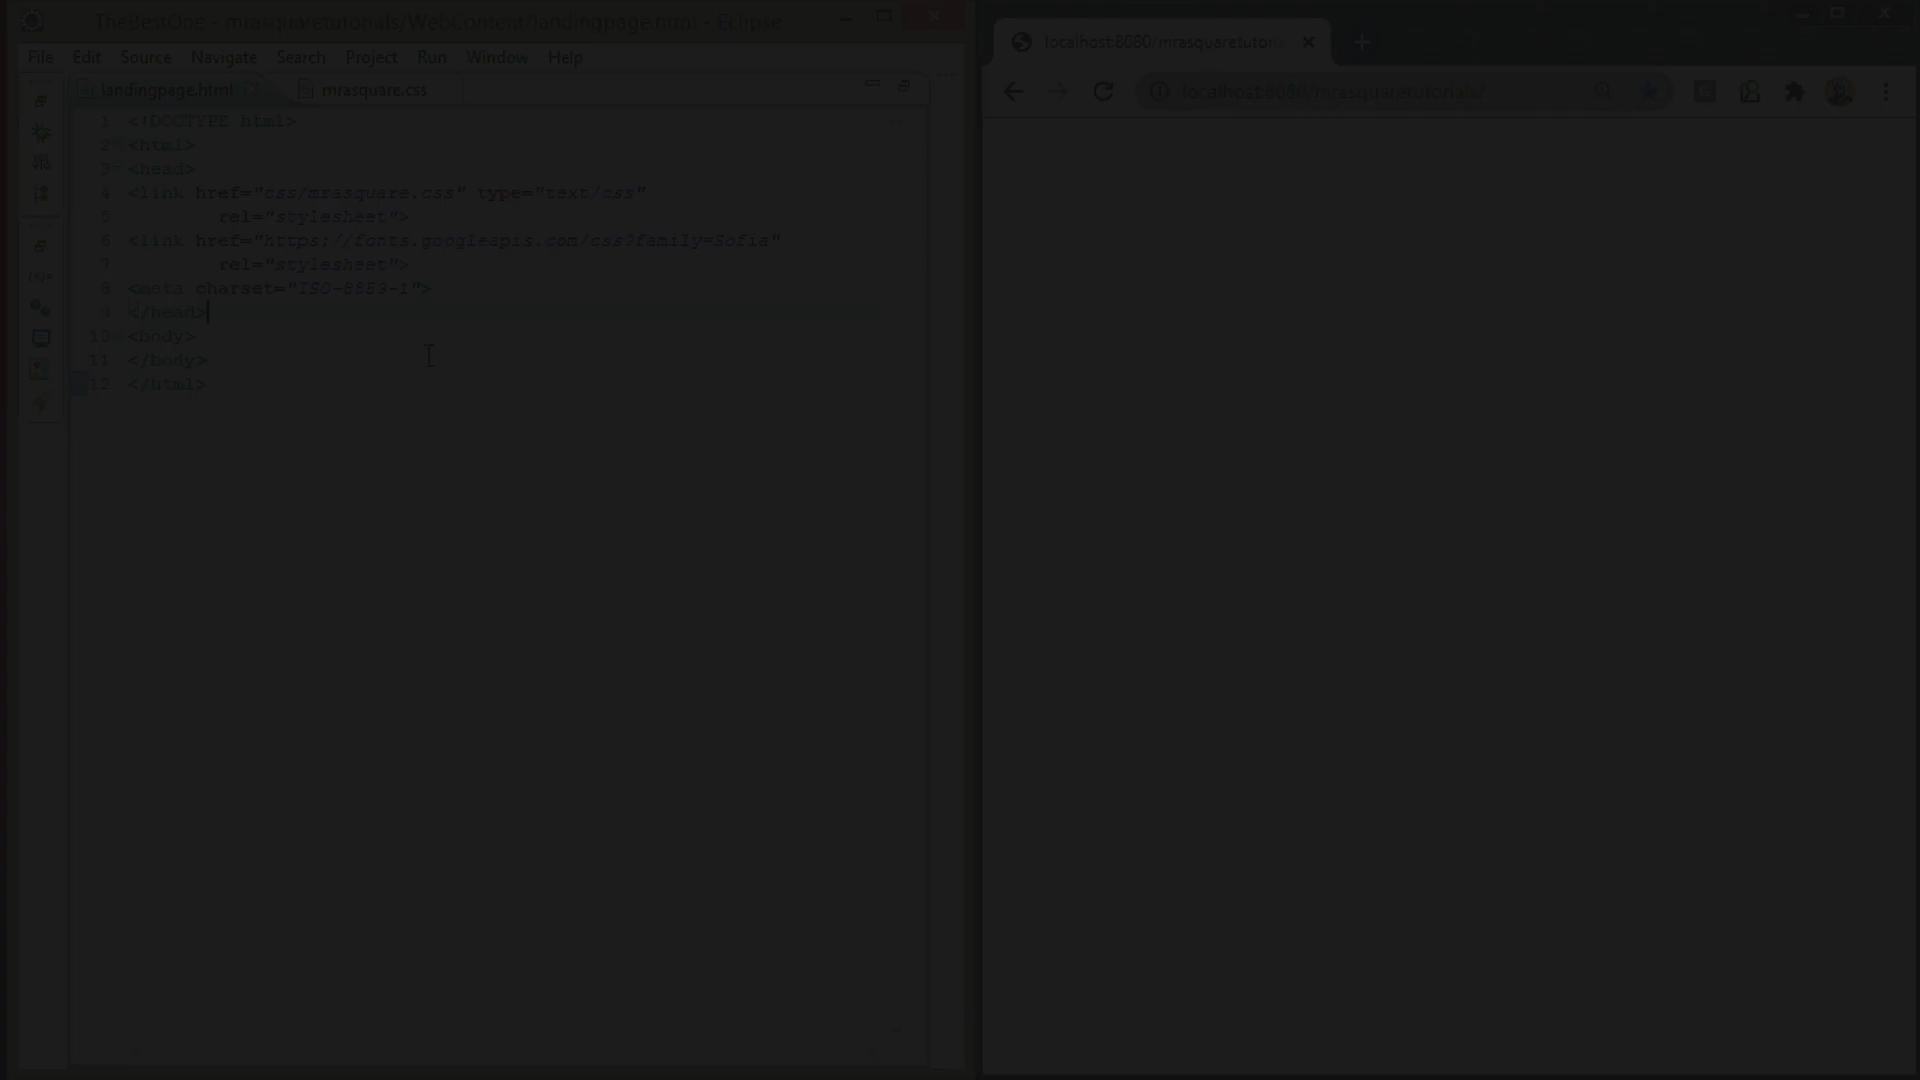 TheBestOne - mrasquaretutorials/WebContent/landingpage.html - Eclipse
File Edit Source Navigate Search Project Run Window Help
landingpage.html mrasquare.css
1 <!DOCTYPE html>
2 <html>
3 <head>
4 <link href="css/mrasquare.css" type="text/css"
5 rel="stylesheet">
6 <link href="https://fonts.googleapis.com/css?family=Sofia"
7 rel="stylesheet">
8 <meta charset="ISO-8859-1">
9 </head>
10 <body>
11 </body>
12 </html>
localhost:8080/mrasquaretutoria
localhost:8080/mrasquaretutorials/